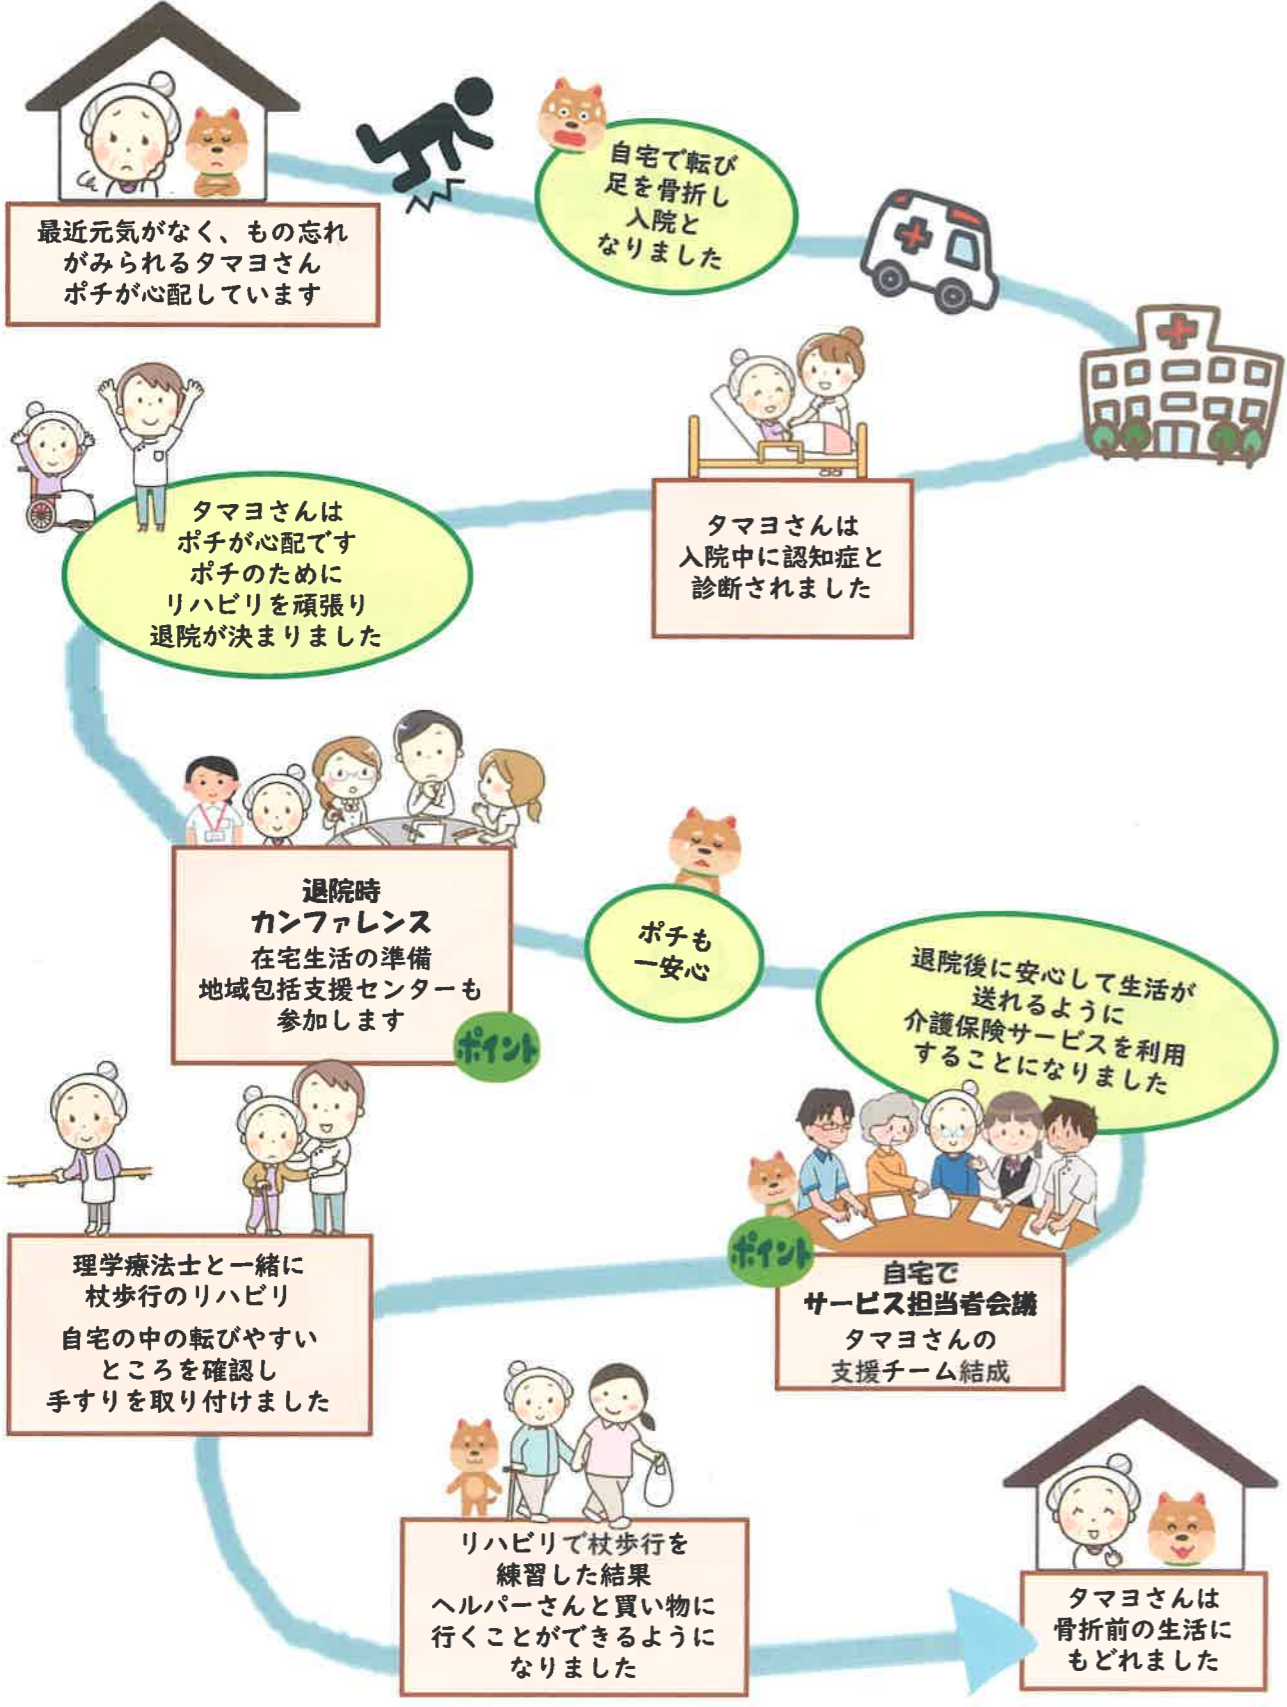 最近元気がなく、もの忘れ
がみられるタマヨさん
ポチが心配しています
自宅で転び
足を骨折し
入院と
なりました
タマヨさんは
入院中に認知症と
診断されました
タマヨさんは
ポチが心配です
ポチのために
リハビリを頑張り
退院が決まりました
退院時
カンファレンス
在宅生活の準備
地域包括支援センターも
参加します
ポイント
ポチも
一安心
退院後に安心して生活が
送れるように
介護保険サービスを利用
することになりました
ポイント
自宅で
サービス担当者会議
タマヨさんの
支援チーム結成
理学療法士と一緒に
杖歩行のリハビリ
自宅の中の転びやすい
ところを確認し
手すりを取り付けました
リハビリで杖歩行を
練習した結果
ヘルパーさんと買い物に
行くことができるように
なりました
タマヨさんは
骨折前の生活に
もどれました